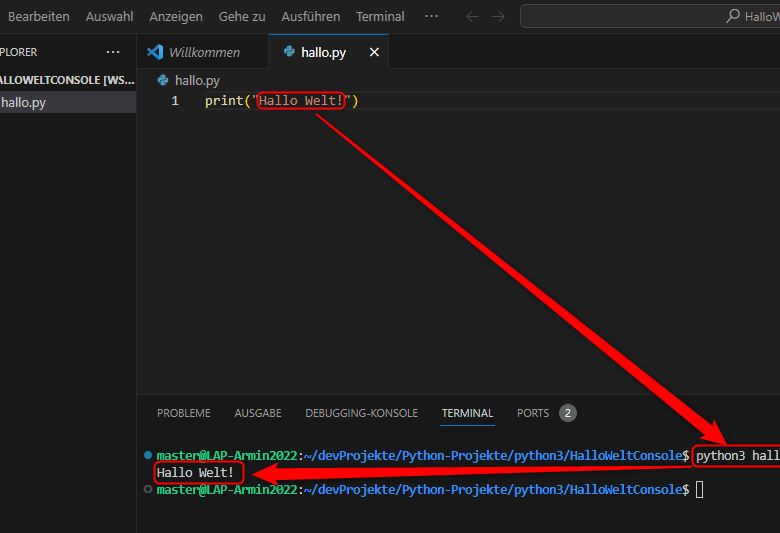 Bearbeiten Auswahl Anzeigen Gehe zu Ausführen Terminal ··· HalloW
PLORER ··· Willkommen hallo.py
ALLOWELTCONSOLE [WS... hallo.py
hallo.py 1 print("Hallo Welt!")
PROBLEME AUSGABE DEBUGGING-KONSOLE TERMINAL PORTS 2
master@LAP-Armin2022:~/devProjekte/Python-Projekte/python3/HalloWeltConsole$ python3 hall
Hallo Welt!
master@LAP-Armin2022:~/devProjekte/Python-Projekte/python3/HalloWeltConsole$